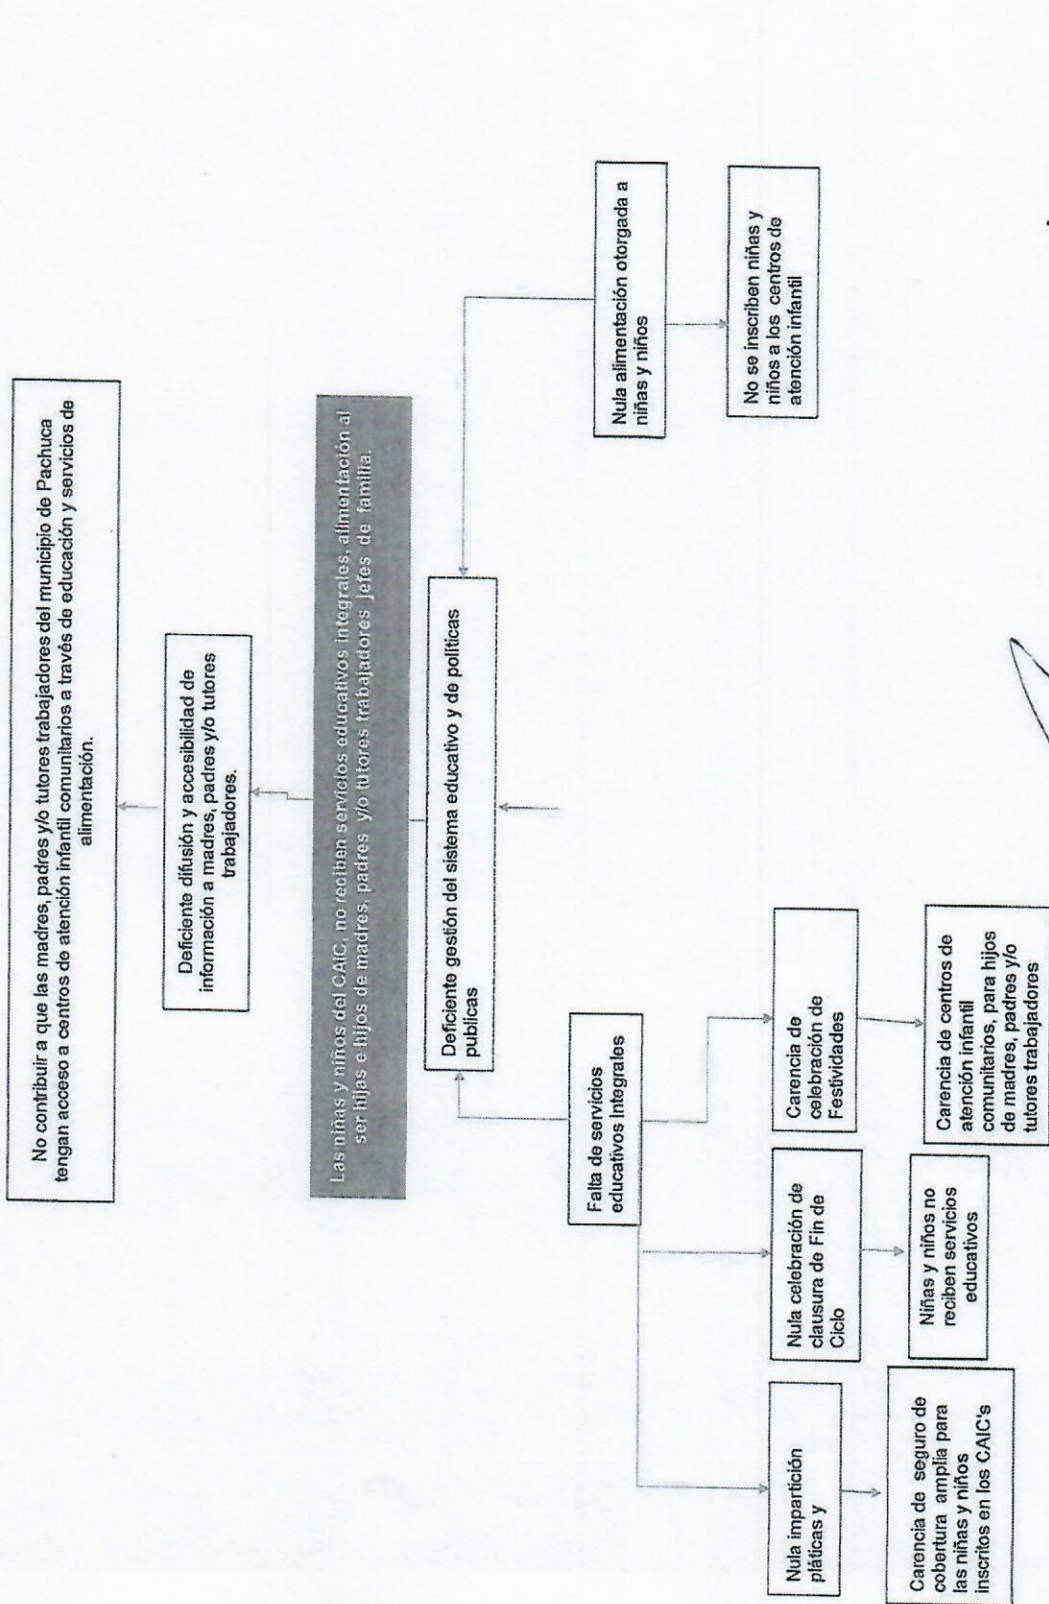 No contribuir a que las madres, padres y/o tutores trabajadores del municipio de Pachuca
tengan acceso a centros de atención infantil comunitarios a través de educación y servicios de
alimentación.
Deficiente difusión y accesibilidad de
información a madres, padres y/o tutores
trabajadores.
Las niñas y niños del CAIC, no reciben servicios educativos integrales, alimentación al
ser hijas e hijos de madres, padres y/o tutores trabajadores jefes de familia.
Deficiente gestión del sistema educativo y de políticas
publicas
Falta de servicios
educativos Integrales
Nula alimentación otorgada a
niñas y niños
No se inscriben niñas y
niños a los centros de
atención infantil
Nula impartición
pláticas y
Nula celebración de
clausura de Fin de
Ciclo
Carencia de
celebración de
Festividades
Carencia de seguro de
cobertura amplia para
las niñas y niños
inscritos en los CAIC's
Niñas y niños no
reciben servicios
educativos
Carencia de centros de
atención infantil
comunitarios, para hijos
de madres, padres y/o
tutores trabajadores